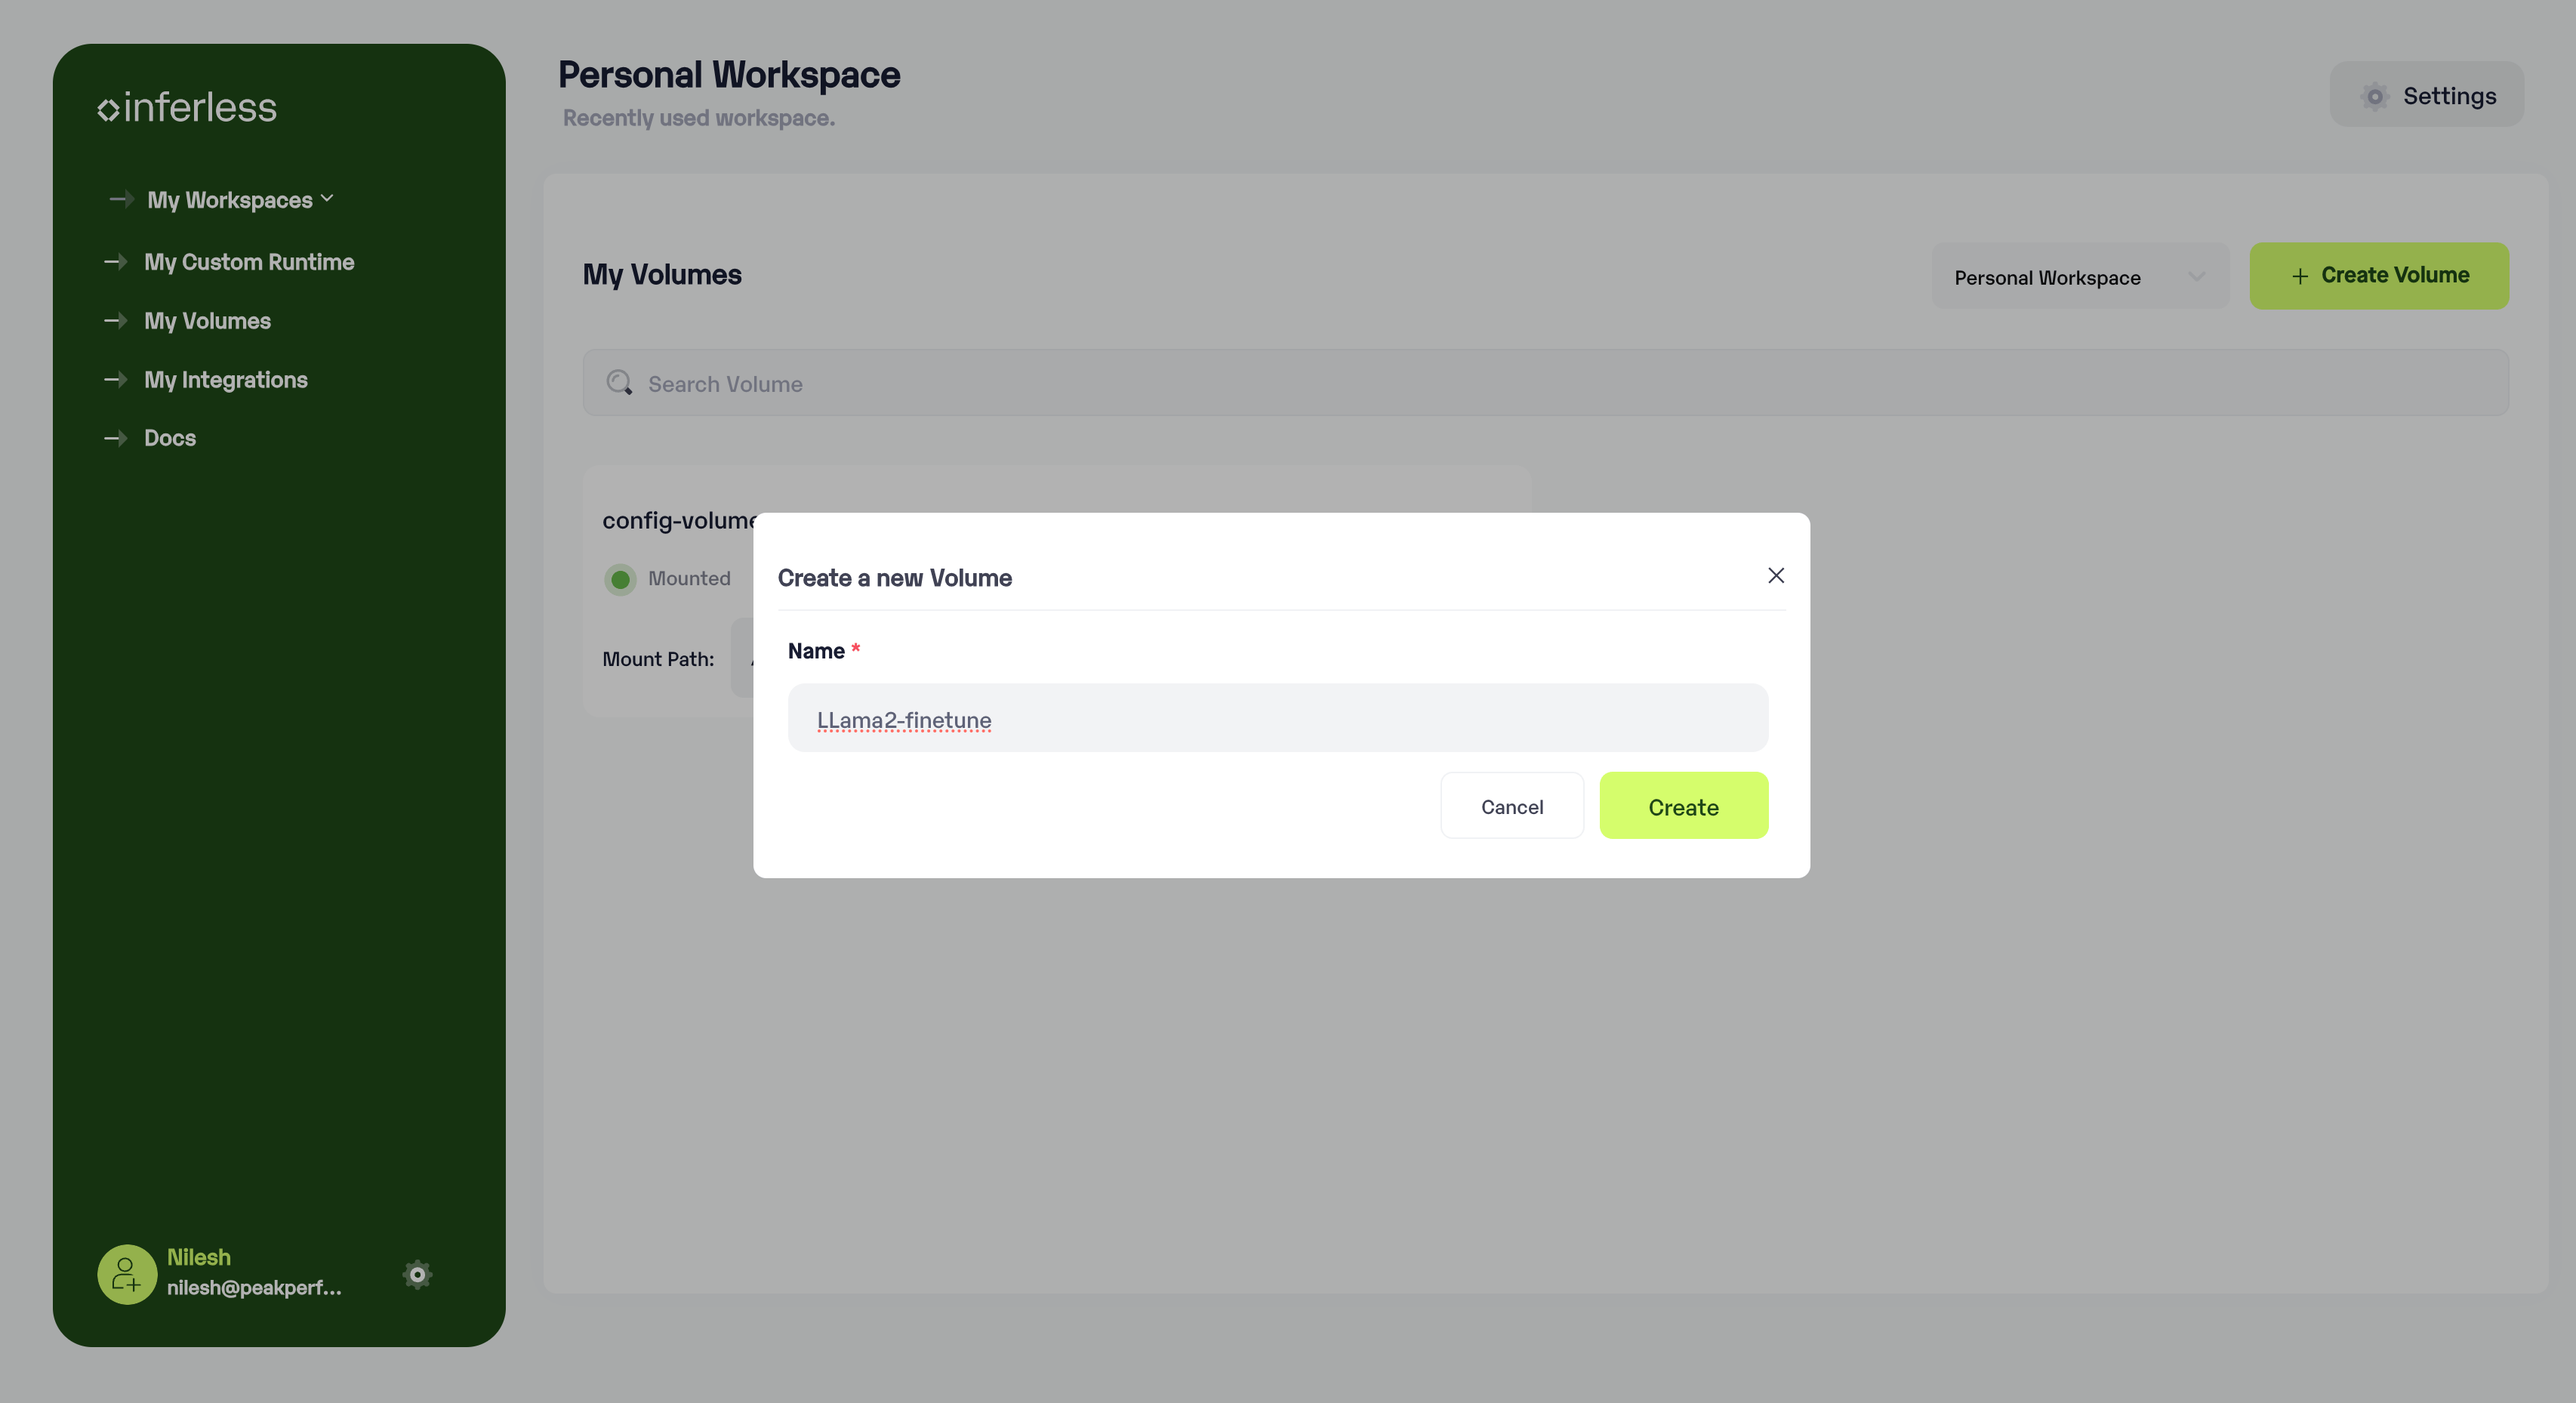 inferless
My Workspaces
My Custom Runtime
My Volumes
My Integrations
Docs
Nilesh
nilesh@peakperf...
Personal Workspace
Recently used workspace.
Settings
My Volumes
Personal Workspace
+ Create Volume
Search Volume
config-volume
Mounted
Mount Path:
Create a new Volume
Name *
LLama2-finetune
Cancel
Create